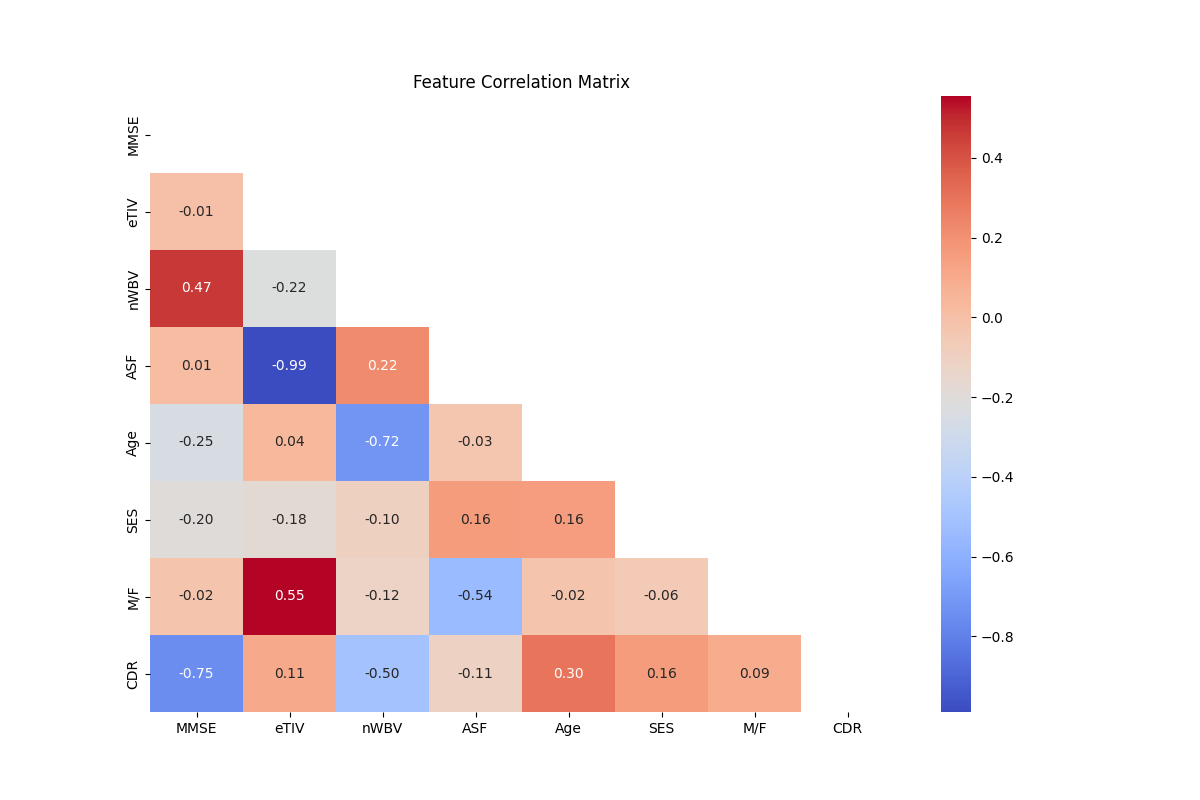 Feature Correlation Matrix
MMSE
eTIV -0.01
nWBV 0.47 -0.22
ASF 0.01 -0.99 0.22
Age -0.25 0.04 -0.72 -0.03
SES -0.20 -0.18 -0.10 0.16 0.16
M/F -0.02 0.55 -0.12 -0.54 -0.02 -0.06
CDR -0.75 0.11 -0.50 -0.11 0.30 0.16 0.09
MMSE eTIV nWBV ASF Age SES M/F CDR
0.4
0.2
0.0
−0.2
−0.4
−0.6
−0.8